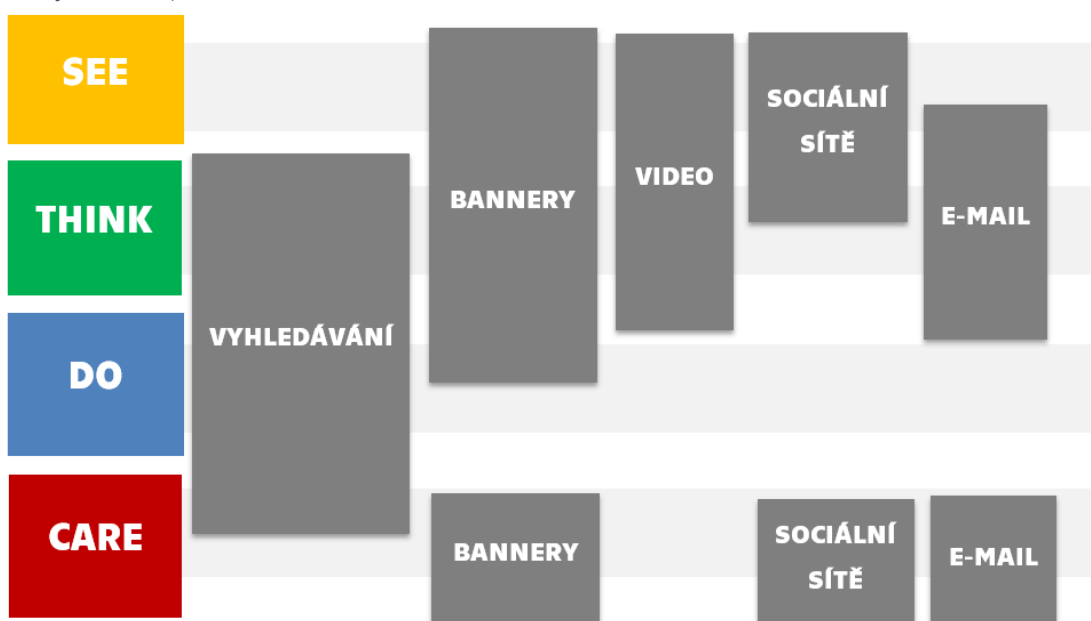 SEE
THINK
DO
CARE
VYHLEDÁVÁNÍ
BANNERY
VIDEO
SOCIÁLNÍ
SÍTĚ
E-MAIL
BANNERY
SOCIÁLNÍ
SÍTĚ
E-MAIL